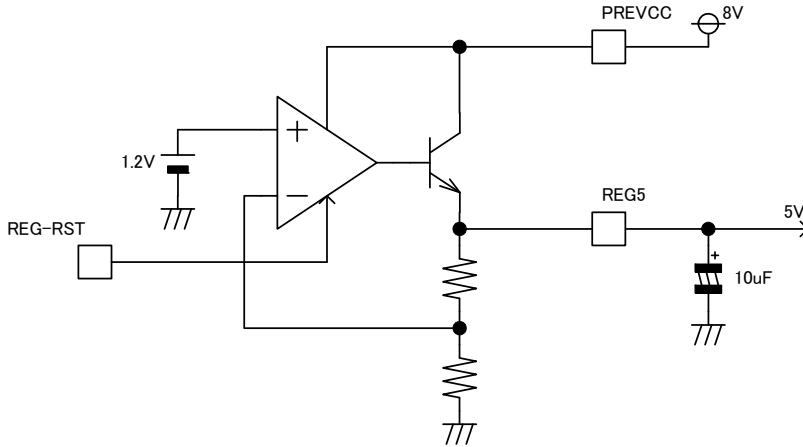 PREVCC
8V
+
1.2V
−
REG-RST
REG5
5V
+
10uF